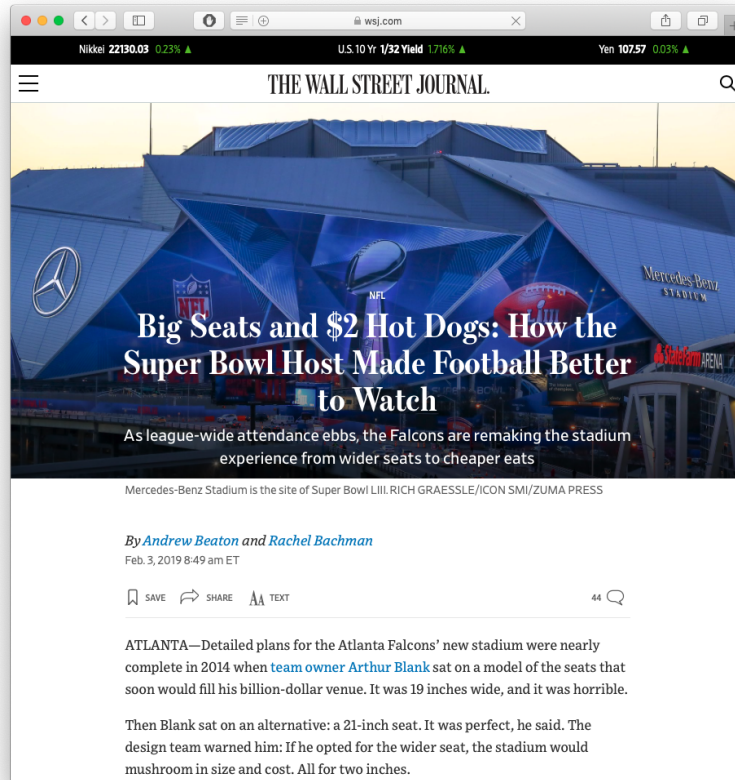 wsj.com
Nikkei 22130.03 0.23% ▲ U.S. 10 Yr 1/32 Yield 1.716% ▲ Yen 107.57 0.03% ▲
THE WALL STREET JOURNAL.
Mercedes-Benz
STADIUM
NFL
LIII
StateFarm ARENA
NFL
Big Seats and $2 Hot Dogs: How the
Super Bowl Host Made Football Better
to Watch
As league-wide attendance ebbs, the Falcons are remaking the stadium
experience from wider seats to cheaper eats
Mercedes-Benz Stadium is the site of Super Bowl LIII. RICH GRAESSLE/ICON SMI/ZUMA PRESS
By Andrew Beaton and Rachel Bachman
Feb. 3, 2019 8:49 am ET
SAVE SHARE AA TEXT 44
ATLANTA—Detailed plans for the Atlanta Falcons’ new stadium were nearly
complete in 2014 when team owner Arthur Blank sat on a model of the seats that
soon would fill his billion-dollar venue. It was 19 inches wide, and it was horrible.
Then Blank sat on an alternative: a 21-inch seat. It was perfect, he said. The
design team warned him: If he opted for the wider seat, the stadium would
mushroom in size and cost. All for two inches.